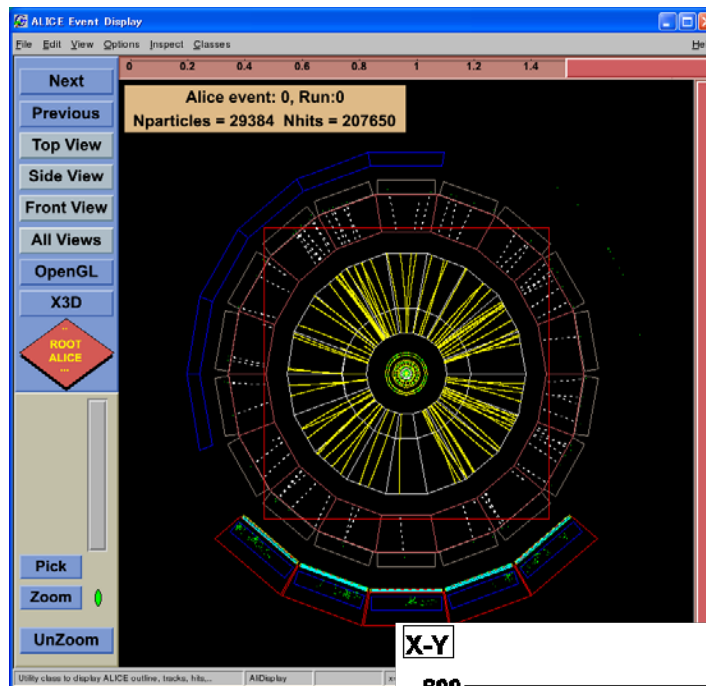 ALICE Event Display
File Edit View Options Inspect Classes
0 0.2 0.4 0.6 0.8 1 1.2 1.4
Alice event: 0, Run:0
Nparticles = 29384 Nhits = 207650
Next
Previous
Top View
Side View
Front View
All Views
OpenGL
X3D
..
ROOT
ALICE
...
Pick
Zoom
UnZoom
Utility class to display ALICE outline, tracks, hits,...
AliDisplay
X-Y